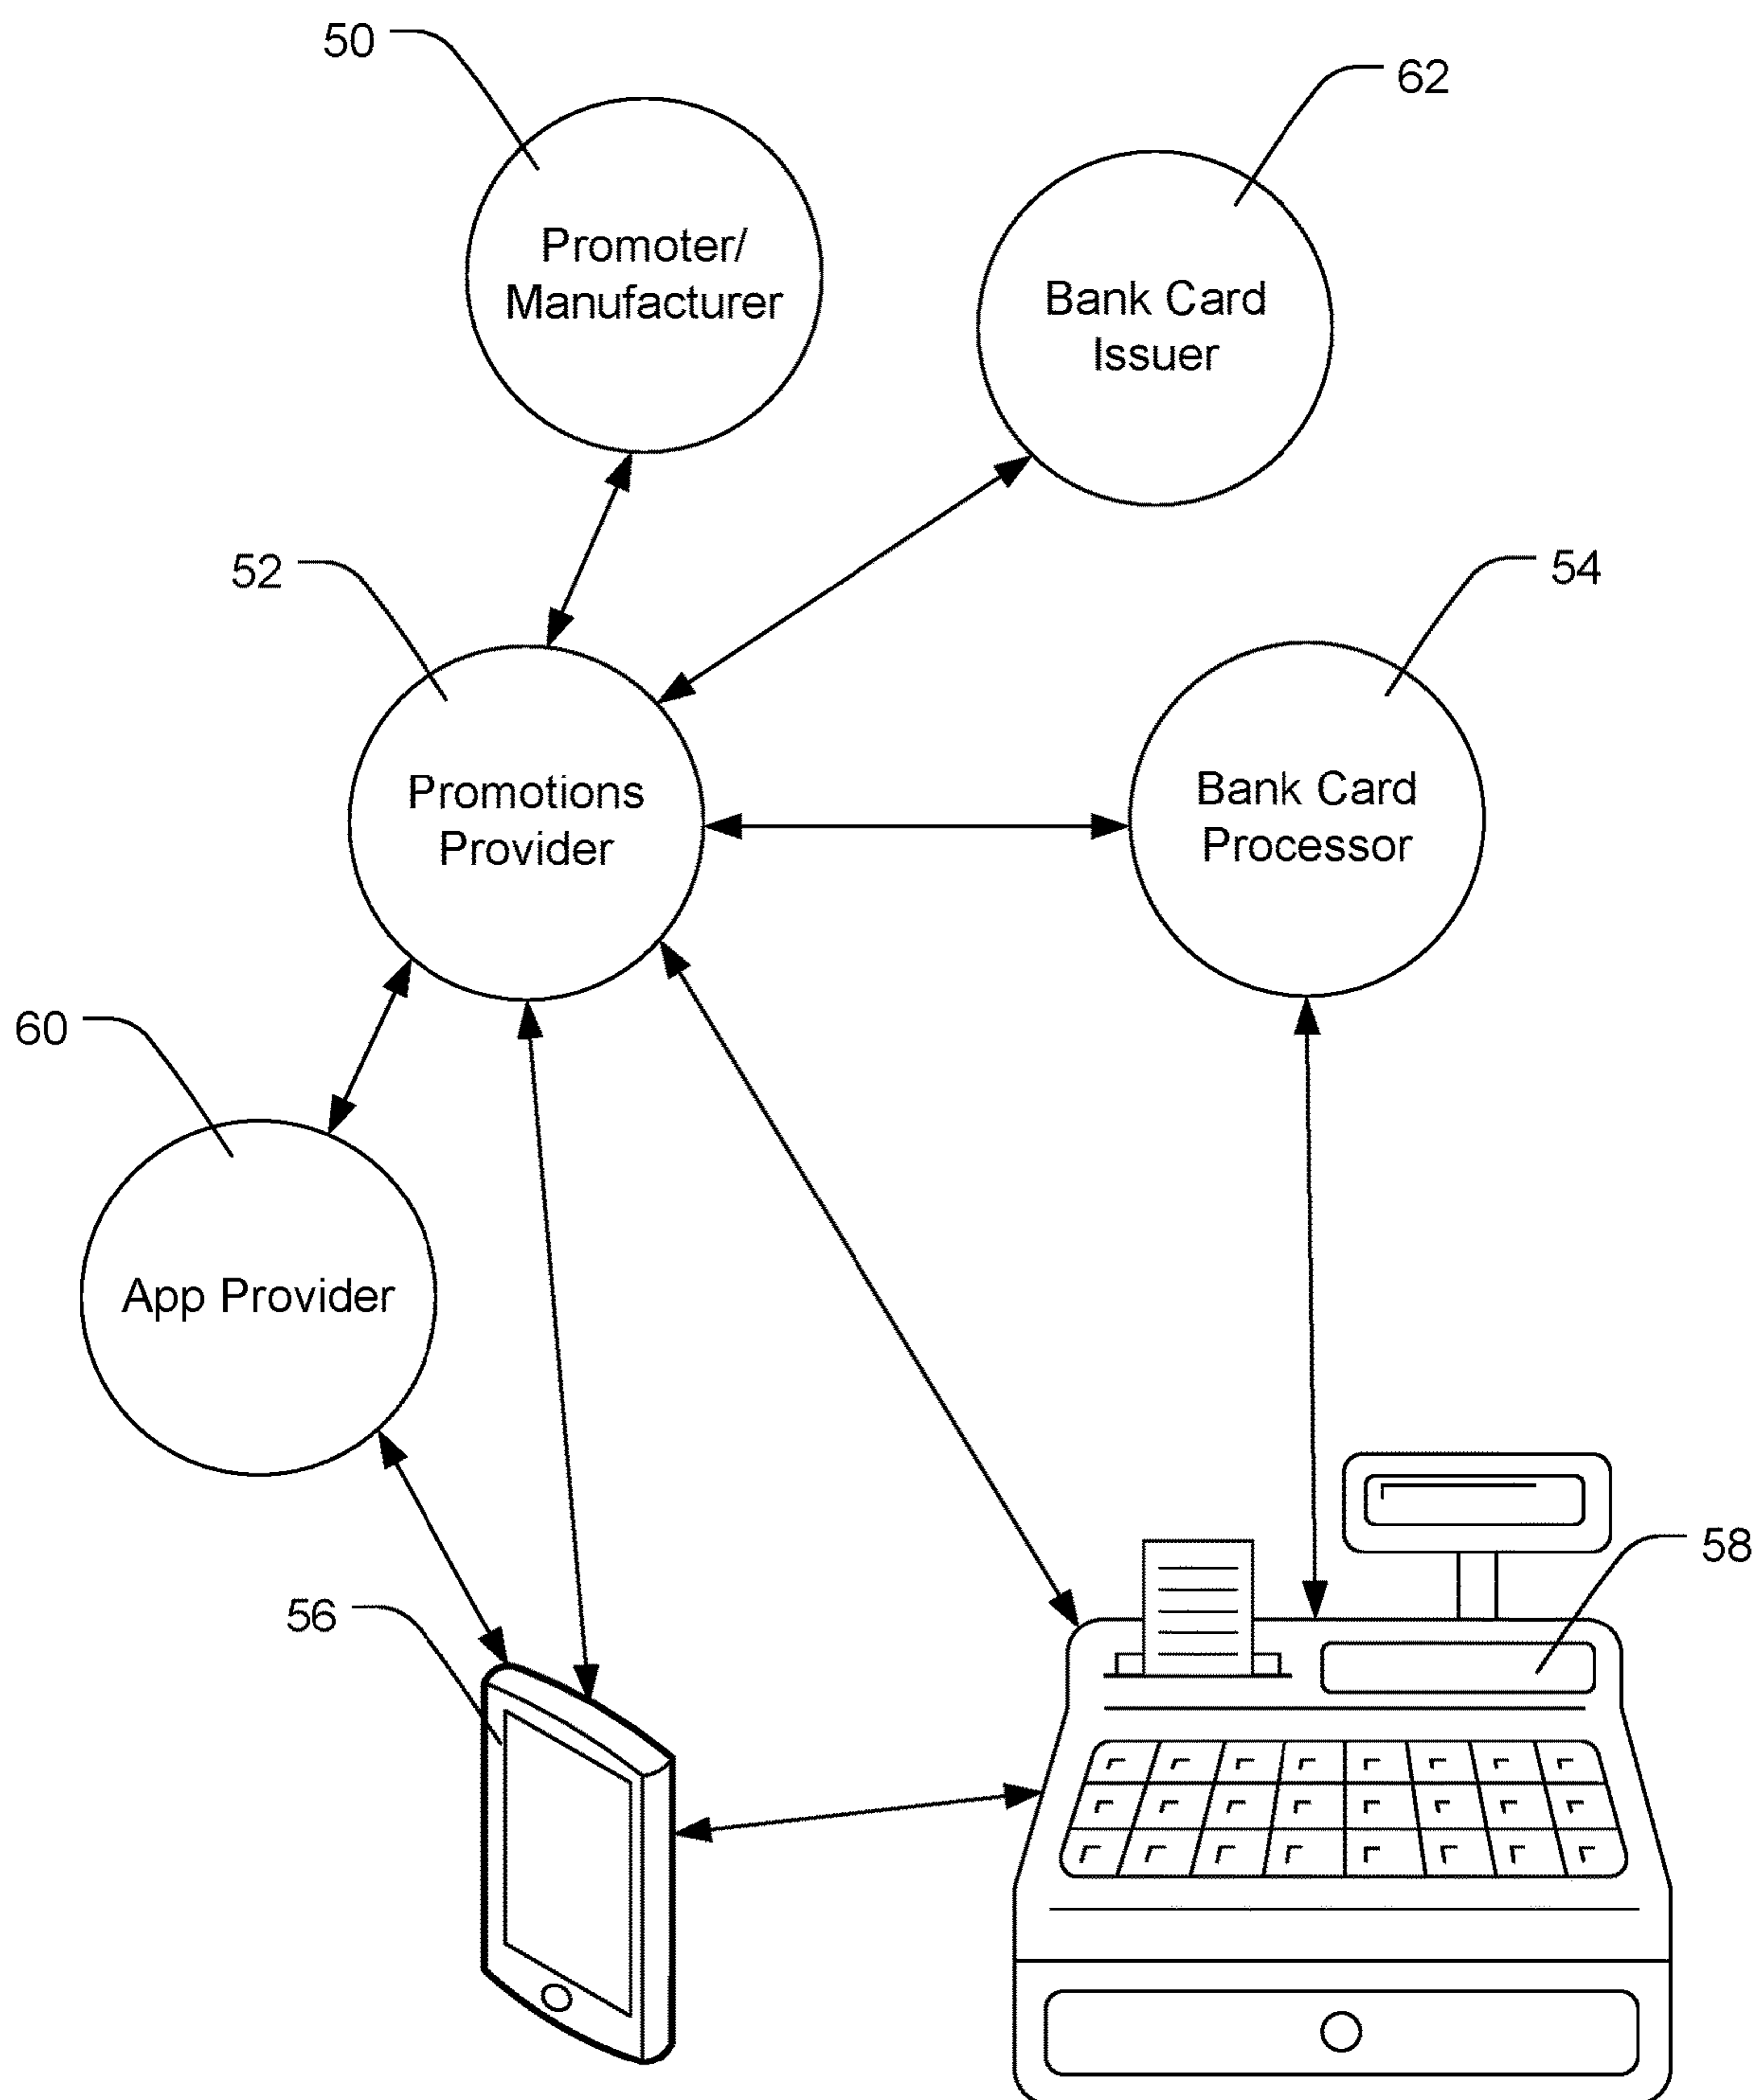 50
62
Promoter/
Manufacturer
Bank Card
Issuer
52
54
Promotions
Provider
Bank Card
Processor
60
App Provider
58
56